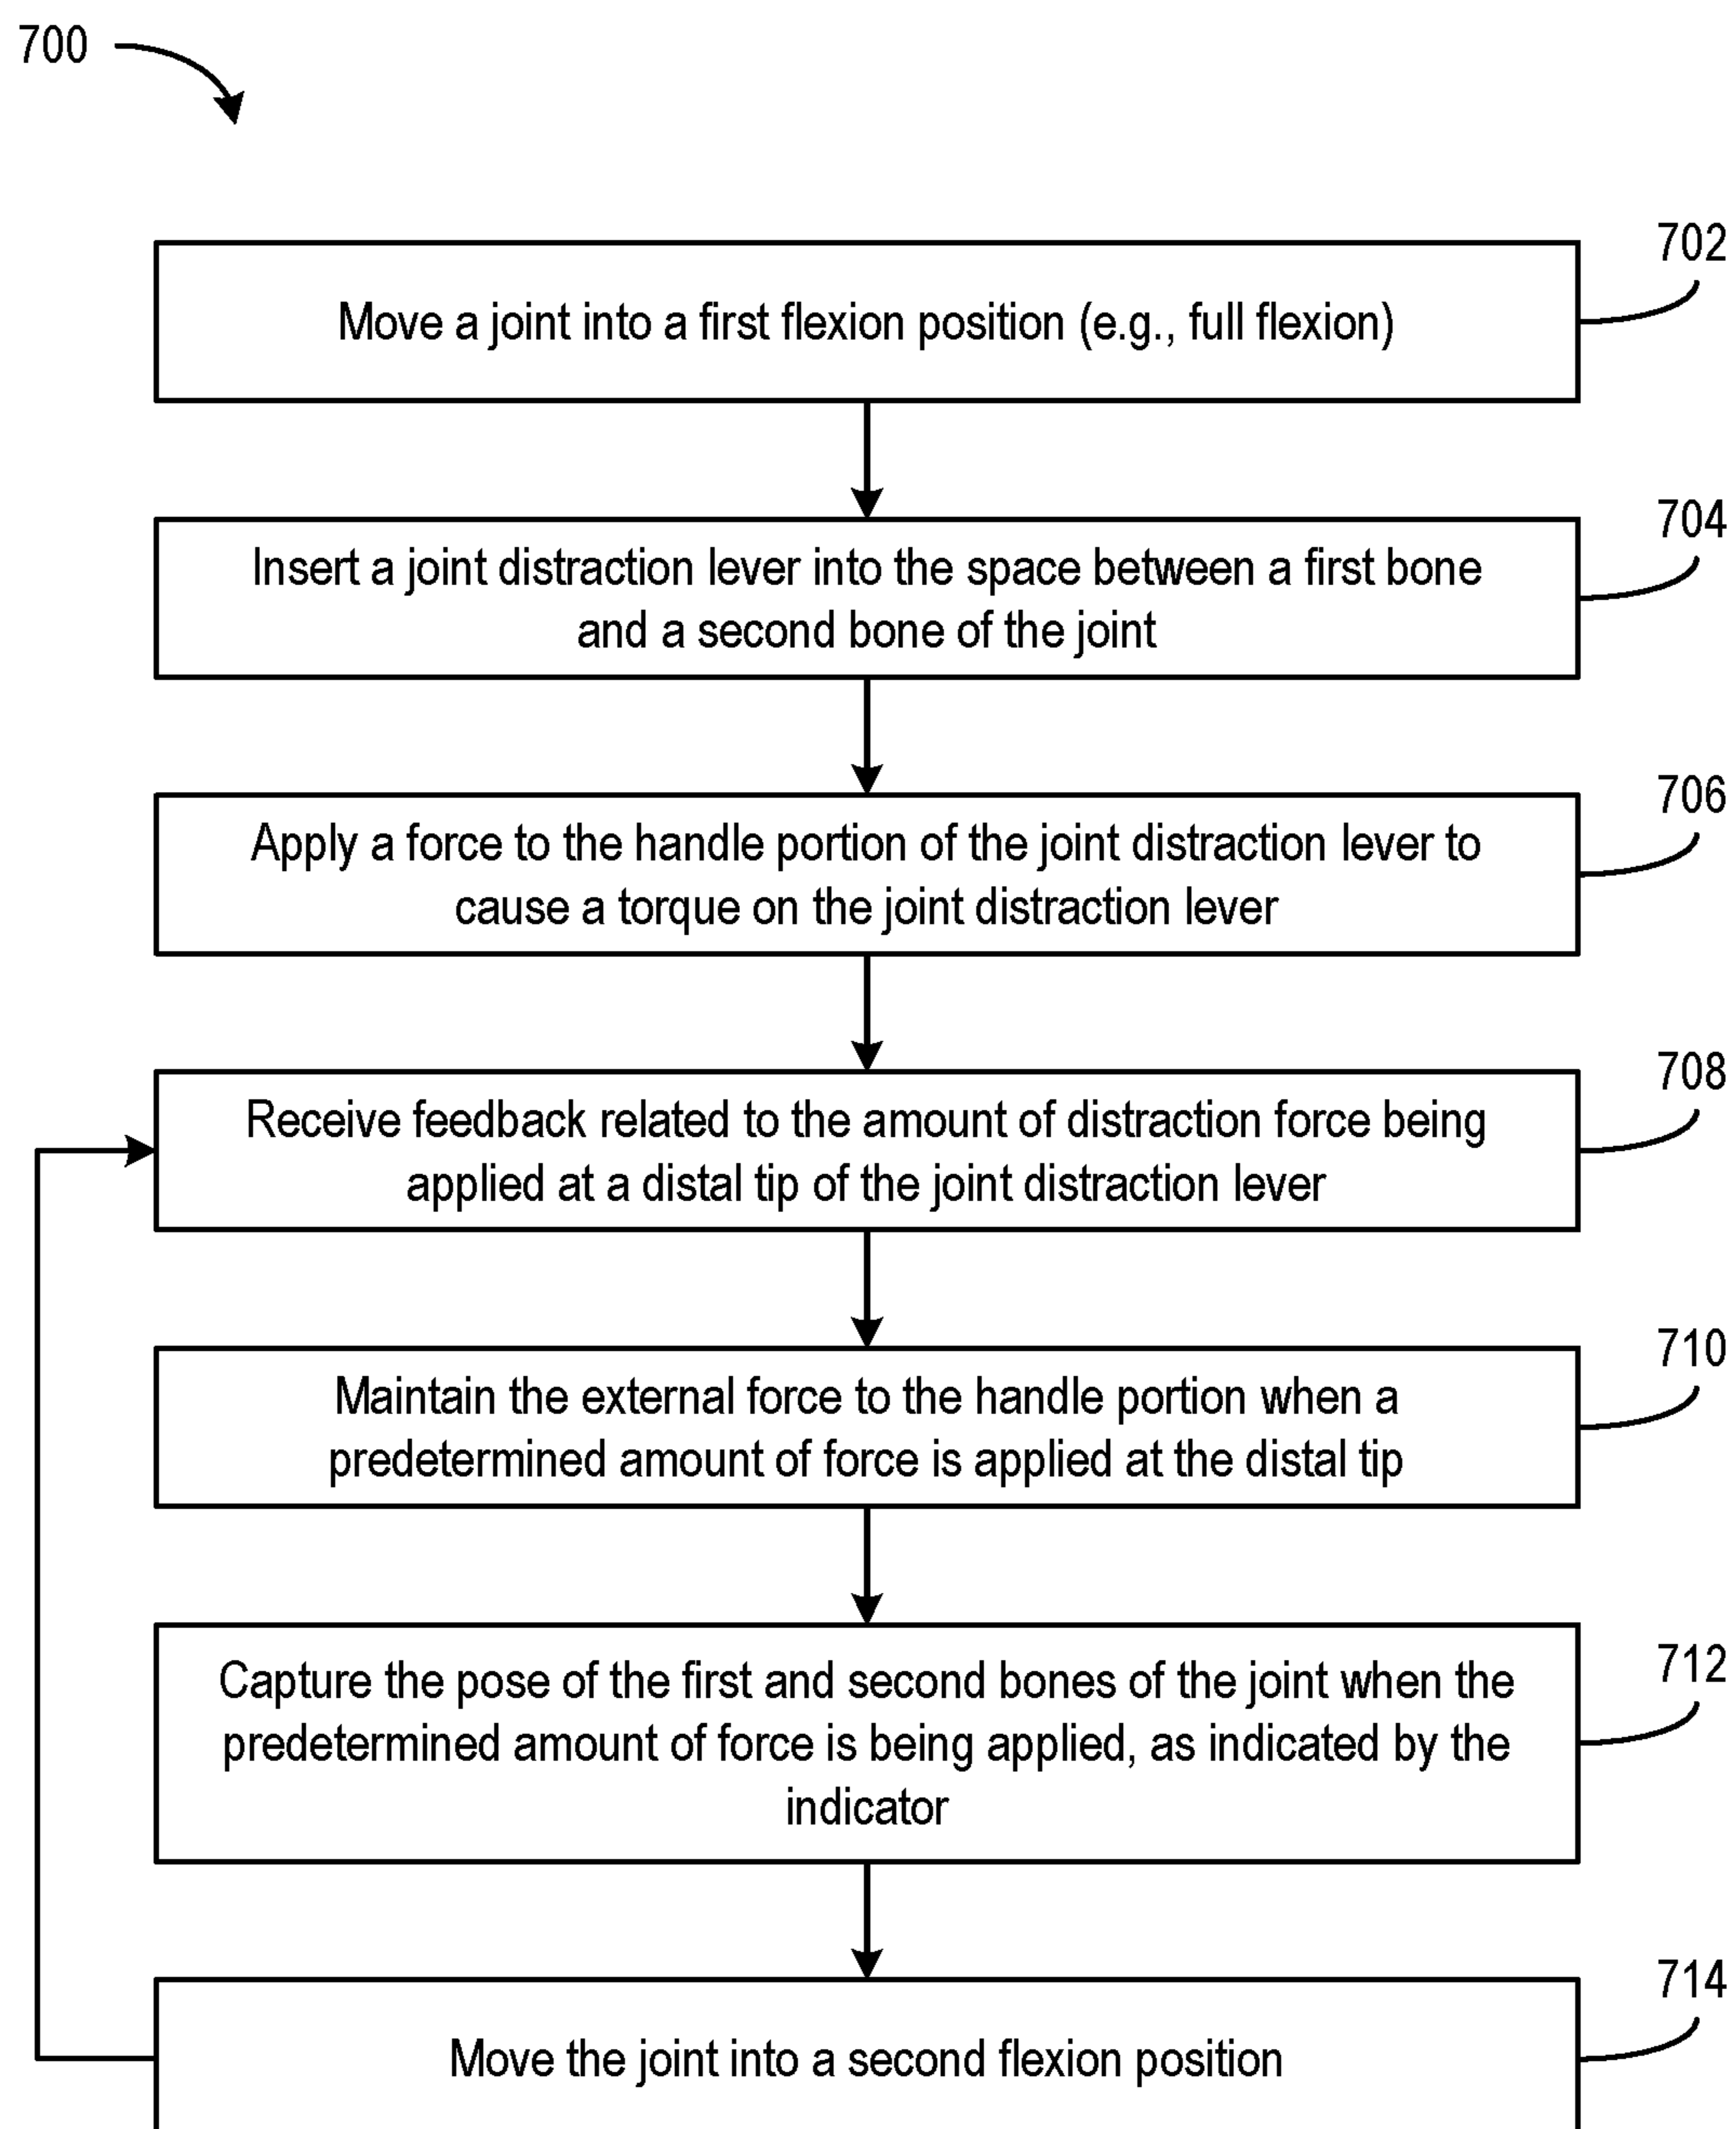 700
702
Move a joint into a first flexion position (e.g., full flexion)
704
Insert a joint distraction lever into the space between a first bone
and a second bone of the joint
706
Apply a force to the handle portion of the joint distraction lever to
cause a torque on the joint distraction lever
708
Receive feedback related to the amount of distraction force being
applied at a distal tip of the joint distraction lever
710
Maintain the external force to the handle portion when a
predetermined amount of force is applied at the distal tip
712
Capture the pose of the first and second bones of the joint when the
predetermined amount of force is being applied, as indicated by the
indicator
714
Move the joint into a second flexion position